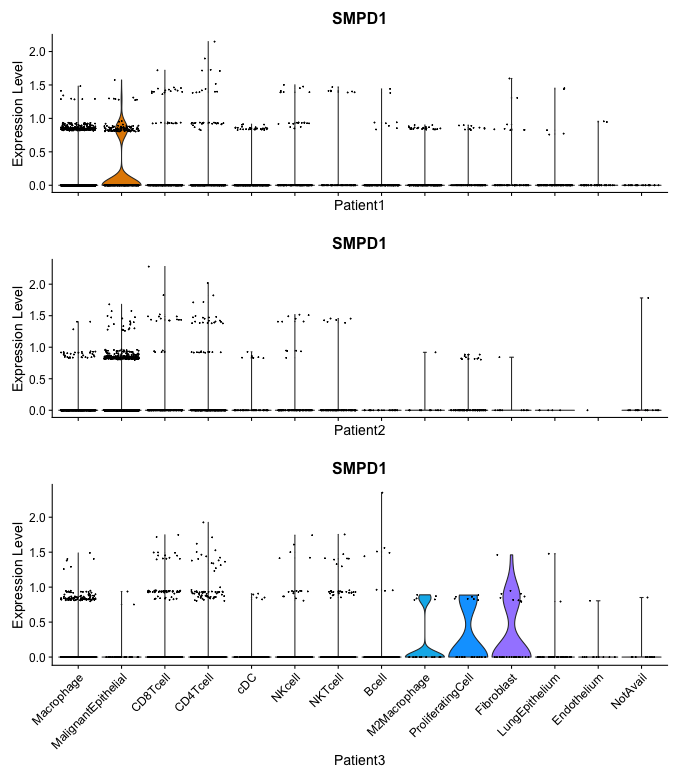 SMPD1
Expression Level
2.0
1.5
1.0
0.5
0.0
Patient1
SMPD1
Expression Level
2.0
1.5
1.0
0.5
0.0
Patient2
SMPD1
Expression Level
2.0
1.5
1.0
0.5
0.0
Macrophage
MalignantEpithelial
CD8Tcell
CD4Tcell
cDC
NKcell
NKTcell
Bcell
M2Macrophage
ProliferatingCell
Fibroblast
LungEpithelium
Endothelium
NotAvail
Patient3